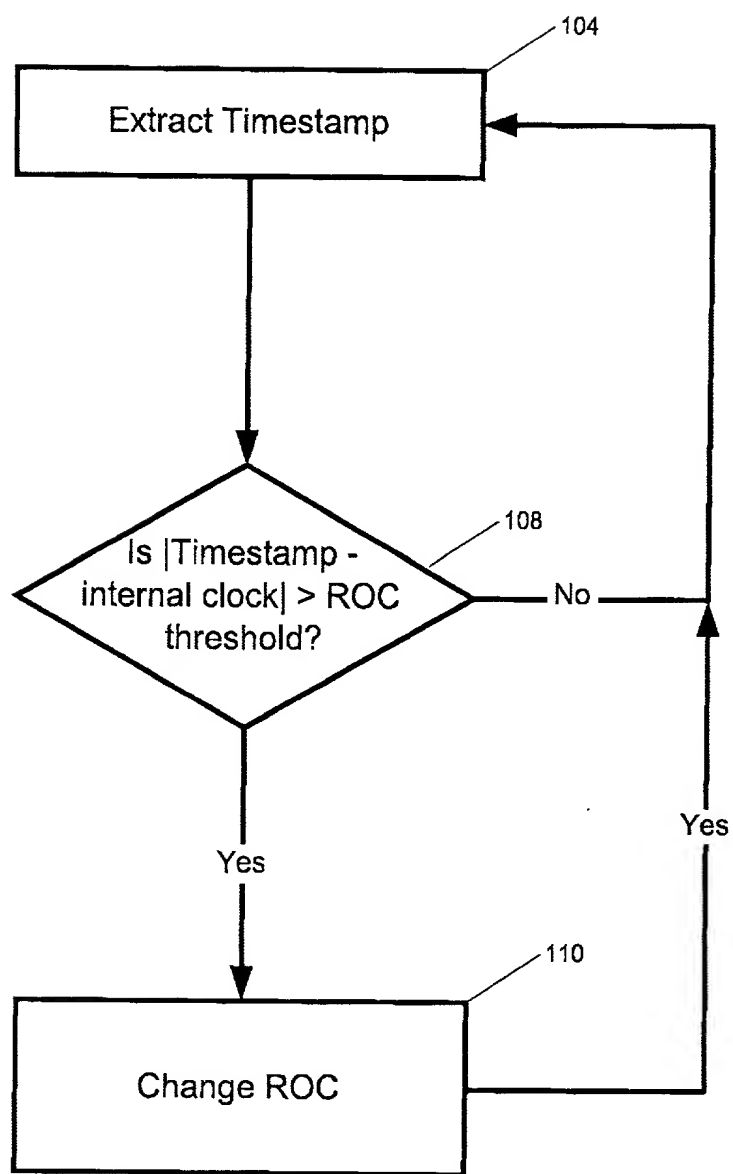 104
Extract Timestamp
108
Is |Timestamp -
internal clock| > ROC
threshold?
No
Yes
Yes
110
Change ROC